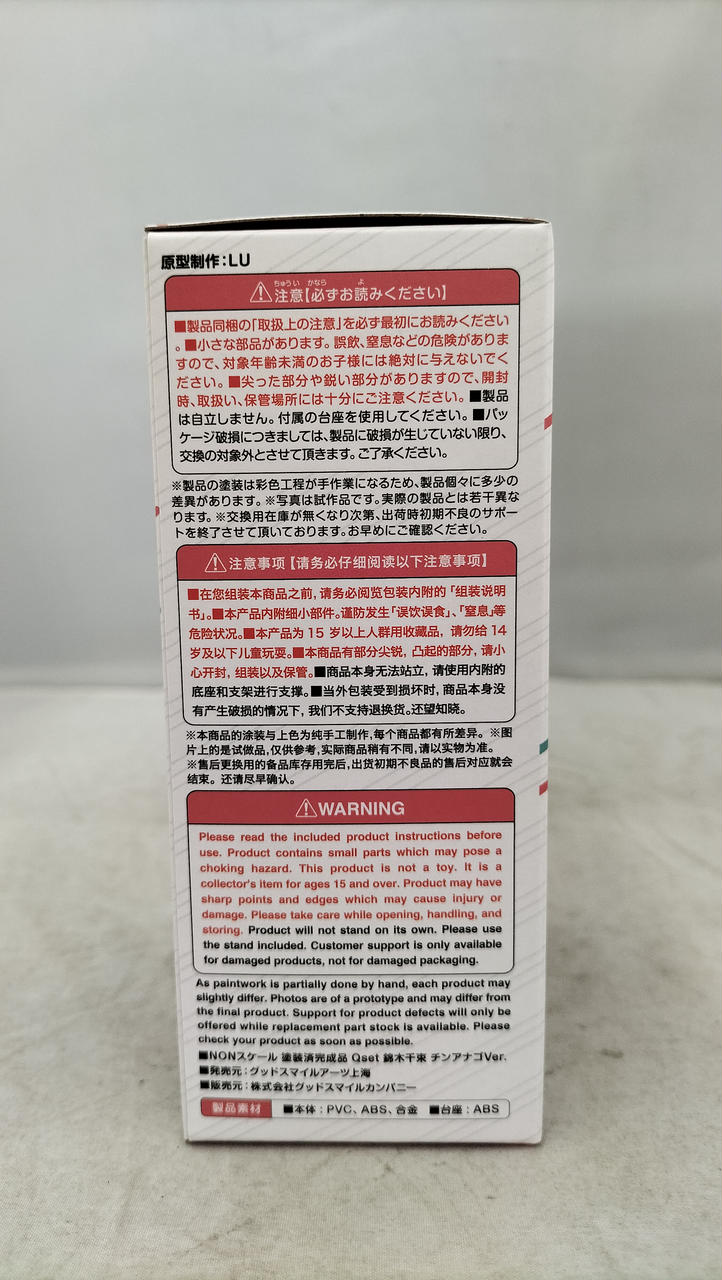 原型制作：LU
ちゅうい かなら よ
⚠注意【必ずお読みください】
■製品同梱の「取扱上の注意」を必ず最初にお読みください
。■小さな部品があります。誤飲、窒息などの危険がありま
すので、対象年齢未満のお子様には絶対に与えないでく
ださい。■尖った部分や鋭い部分がありますので、開封
時、取扱い、保管場所には十分にご注意ください。■製品
は自立しません。付属の台座を使用してください。■パッ
ケージ破損につきましては、製品に破損が生じていない限り、
交換の対象外とさせて頂きます。ご了承ください。
※製品の塗装は彩色工程が手作業になるため、製品個々に多少の
差異があります。※写真は試作品です。実際の製品とは若干異な
ります。※交換用在庫が無くなり次第、出荷時初期不良のサポー
トを終了させて頂いております。お早めにご確認ください。
⚠注意事项【请务必仔细阅读以下注意事项】
■在您组装本商品之前，请务必阅览包装内附的「组装说明
书」。■本产品内附细小部件。谨防发生「误饮误食」、「窒息」等
危险状况。■本产品为 15 岁以上人群用收藏品，请勿给 14
岁及以下儿童玩耍。■本商品有部分尖锐，凸起的部分，请小
心开封，组装以及保管。■商品本身无法站立，请使用内附的
底座和支架进行支撑。■当外包装受到损坏时，商品本身没
有产生破损的情况下，我们不支持退换货。还望知晓。
※本商品的涂装与上色为纯手工制作，每个商品都有所差异。※图
片上的是试做品，仅供参考，实际商品稍有不同，请以实物为准。
※售后更换用的备品库存用完后，出货初期不良品的售后对应就会
结束。还请尽早确认。
⚠WARNING
Please read the included product instructions before
use. Product contains small parts which may pose a
choking hazard. This product is not a toy. It is a
collector's item for ages 15 and over. Product may have
sharp points and edges which may cause injury or
damage. Please take care while opening, handling, and
storing. Product will not stand on its own. Please use
the stand included. Customer support is only available
for damaged products, not for damaged packaging.
As paintwork is partially done by hand, each product may
slightly differ. Photos are of a prototype and may differ from
the final product. Support for product defects will only be
offered while replacement part stock is available. Please
check your product as soon as possible.
■NONスケール 塗装済完成品 Qset 錦木千束 チンアナゴVer.
■発売元：グッドスマイルアーツ上海
■販売元：株式会社グッドスマイルカンパニー
製品素材 ■本体：PVC、ABS、合金 ■台座：ABS